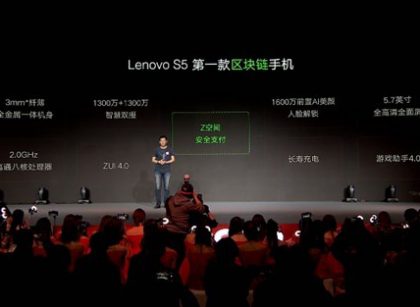 Lenovo S5 第一款区块链手机
3mm*纤薄
全金属一体机身
1300万+1300万
智慧双摄
Z空间
安全支付
1600万前置AI美颜
人脸解锁
5.7英寸
全高清全面屏
2.0GHz
高通八核处理器
ZUI 4.0
长寿充电
游戏助手4.0